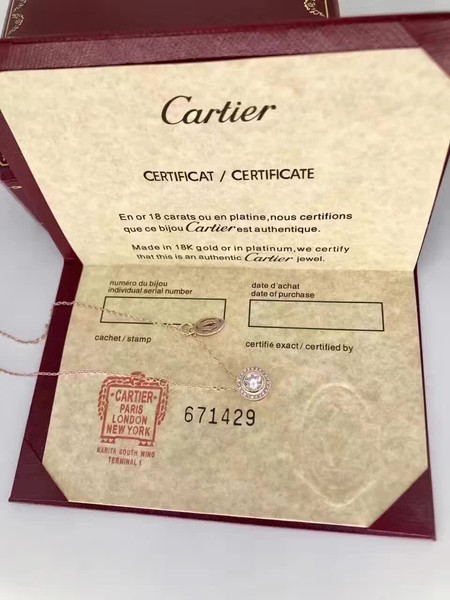 Cartier
CERTIFICAT / CERTIFICATE
En or 18 carats ou en platine, nous certifions
que ce bijou Cartier est authentique.
Made in 18K gold or in platinum, we certify
that this is an authentic Cartier jewel.
numéro du bijou
individual serial number
date d'achat
date of purchase
cachet / stamp
certifié exact / certified by
CARTIER
PARIS
LONDON
NEW YORK
NARITA SOUTH WING
TERMINAL 1
671429